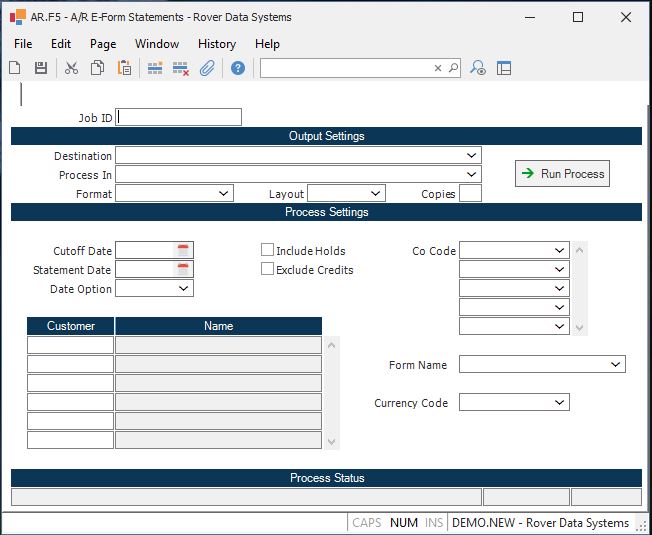 AR.F5 - A/R E-Form Statements - Rover Data Systems
File Edit Page Window History Help
Job ID
Output Settings
Destination
Process In
Run Process
Format Layout Copies
Process Settings
Cutoff Date Include Holds Co Code
Statement Date Exclude Credits
Date Option
Customer Name
Form Name
Currency Code
Process Status
CAPS NUM INS DEMO.NEW - Rover Data Systems